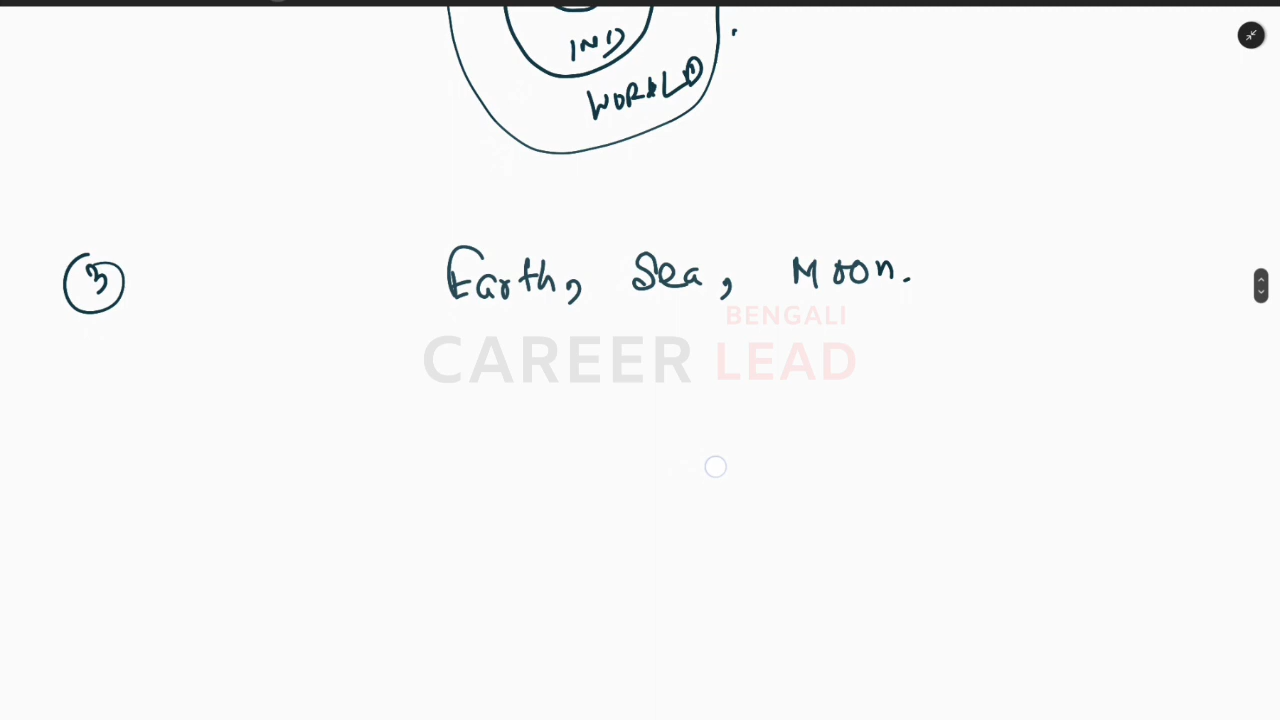 IND
WORLD
3 Earth, Sea, Moon.
BENGALI
CAREER LEAD